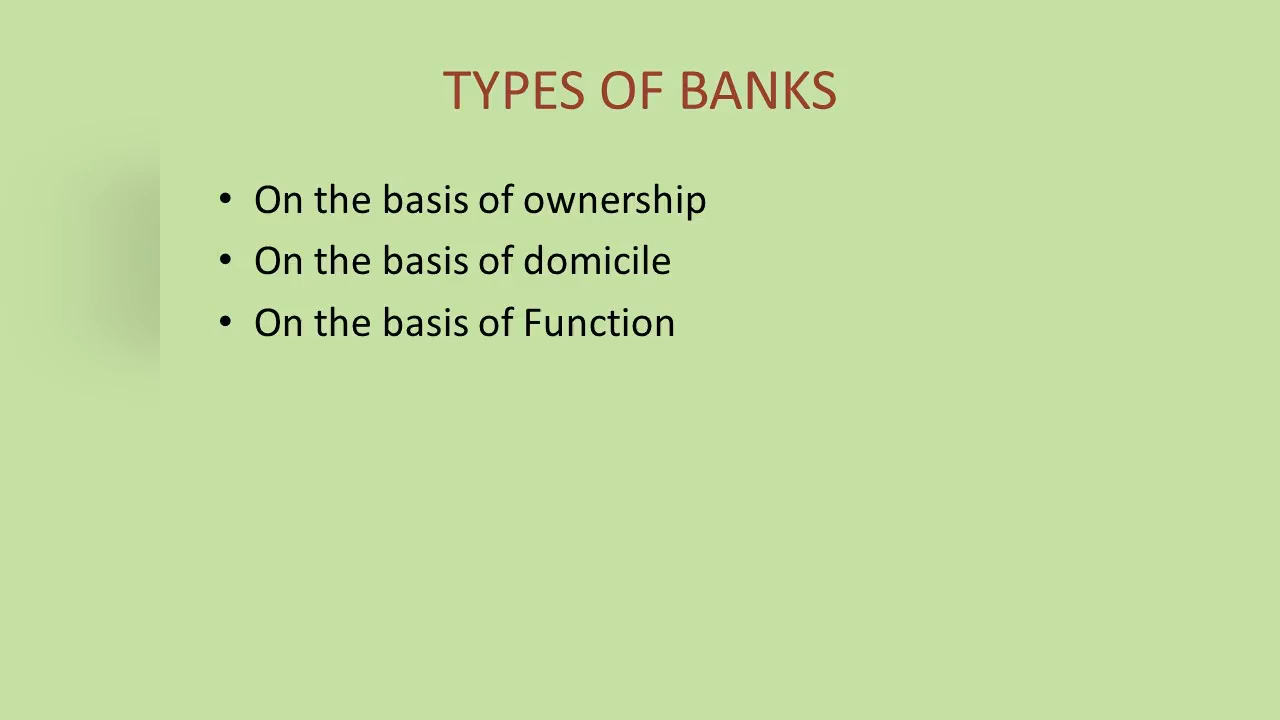 TYPES OF BANKS
• On the basis of ownership
• On the basis of domicile
• On the basis of Function